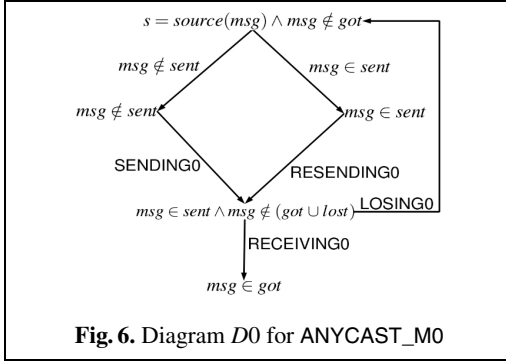 s = source(msg) ∧ msg ∉ got
msg ∉ sent
msg ∈ sent
msg ∉ sent
msg ∈ sent
SENDING0
RESENDING0
msg ∈ sent ∧ msg ∉ (got ∪ lost)
LOSING0
RECEIVING0
msg ∈ got
Fig. 6. Diagram D0 for ANYCAST_M0